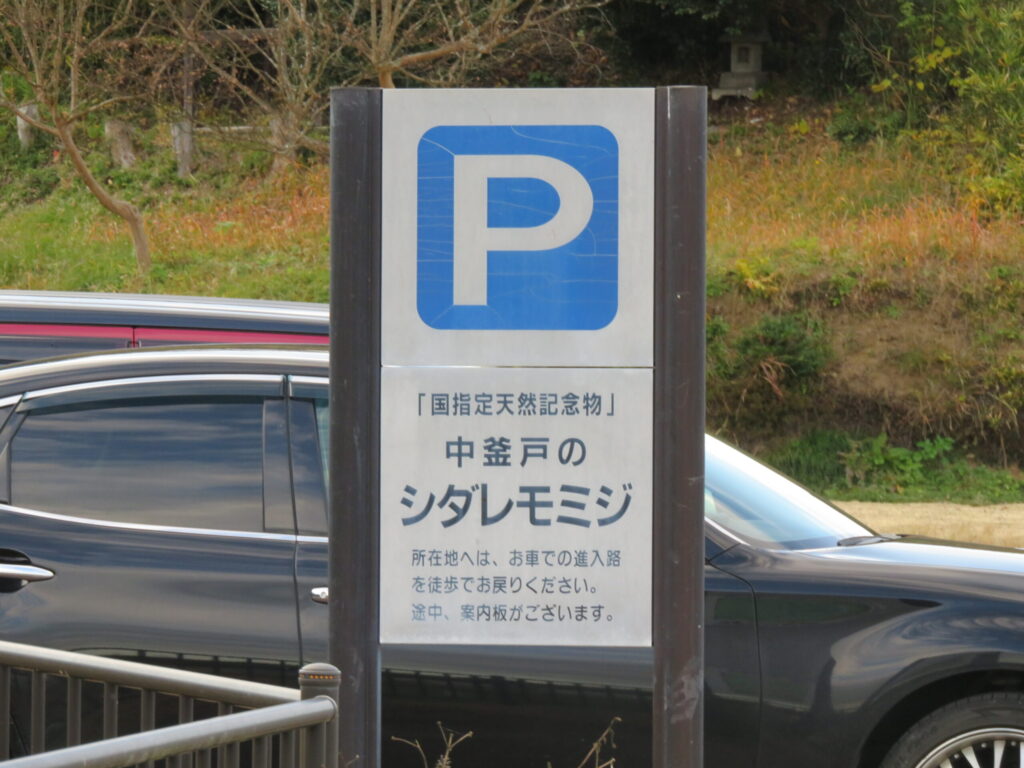 P
「国指定天然記念物」
中釜戸の
シダレモミジ
所在地へは、お車での進入路
を徒歩でお戻りください。
途中、案内板がございます。